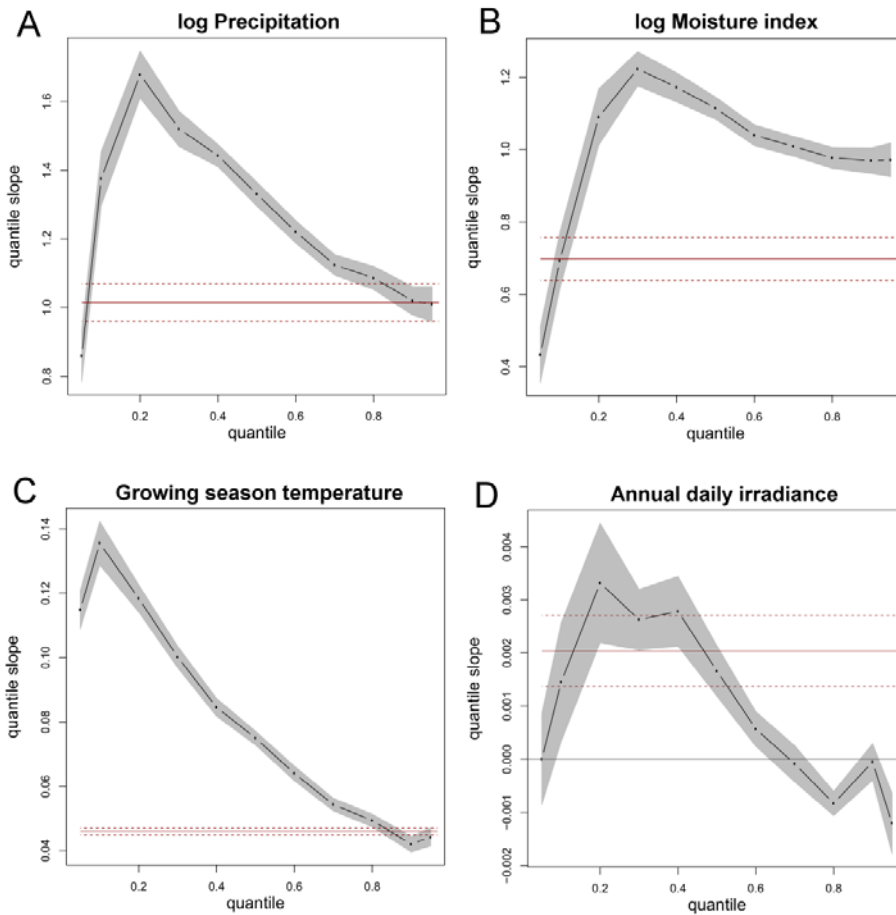 A
log Precipitation
quantile slope
1.6
1.4
1.2
1.0
0.8
0.2
0.4
0.6
0.8
quantile
B
log Moisture index
quantile slope
1.2
1.0
0.8
0.6
0.4
0.2
0.4
0.6
0.8
quantile
C
Growing season temperature
quantile slope
0.14
0.12
0.10
0.08
0.06
0.04
0.2
0.4
0.6
0.8
quantile
D
Annual daily irradiance
quantile slope
0.004
0.003
0.002
0.001
0.000
−0.001
−0.002
0.2
0.4
0.6
0.8
quantile